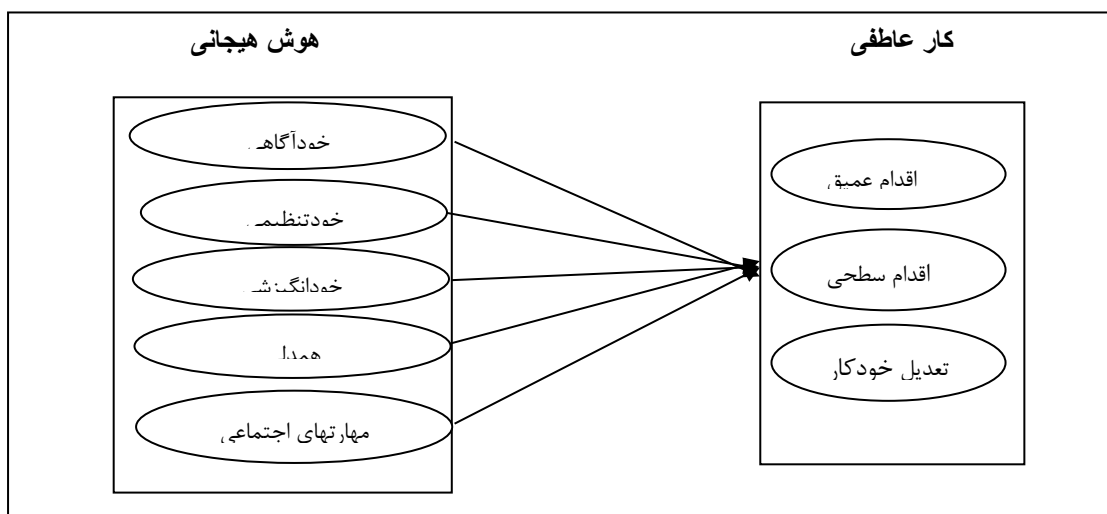 کار عاطفی
اقدام عمیق
اقدام سطحی
تعدیل خودکار
هوش هیجانی
خودآگاهی
خودتنظیمی
خودانگیزشی
همدلی
مهارتهای اجتماعی